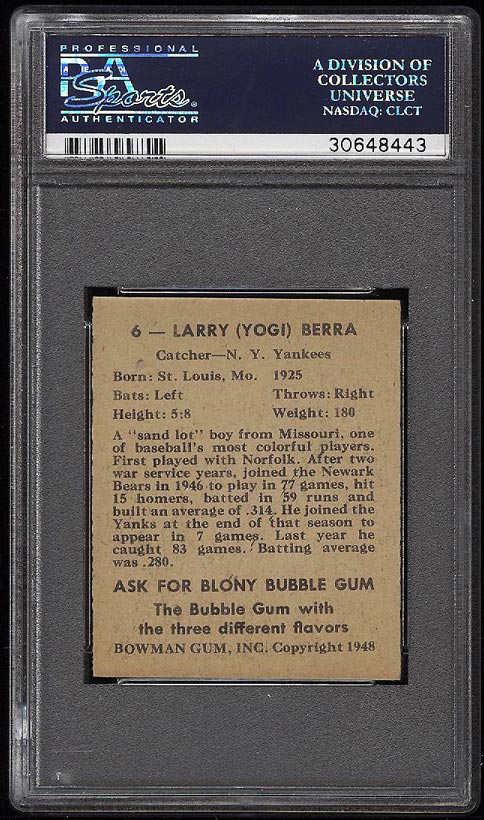 PROFESSIONAL
PSA
Sports
AUTHENTICATOR
A DIVISION OF
COLLECTORS
UNIVERSE
NASDAQ: CLCT
30648443
6 — LARRY (YOGI) BERRA
Catcher—N. Y. Yankees
Born: St. Louis, Mo. 1925
Bats: Left Throws: Right
Height: 5:8 Weight: 180
A "sand lot" boy from Missouri, one
of baseball's most colorful players.
First played with Norfolk. After two
war service years, joined the Newark
Bears in 1946 to play in 77 games, hit
15 homers, batted in 59 runs and
built an average of .314. He joined the
Yanks at the end of that season to
appear in 7 games. Last year he
caught 83 games. Batting average
was .280.
ASK FOR BLONY BUBBLE GUM
The Bubble Gum with
the three different flavors
BOWMAN GUM, INC. Copyright 1948